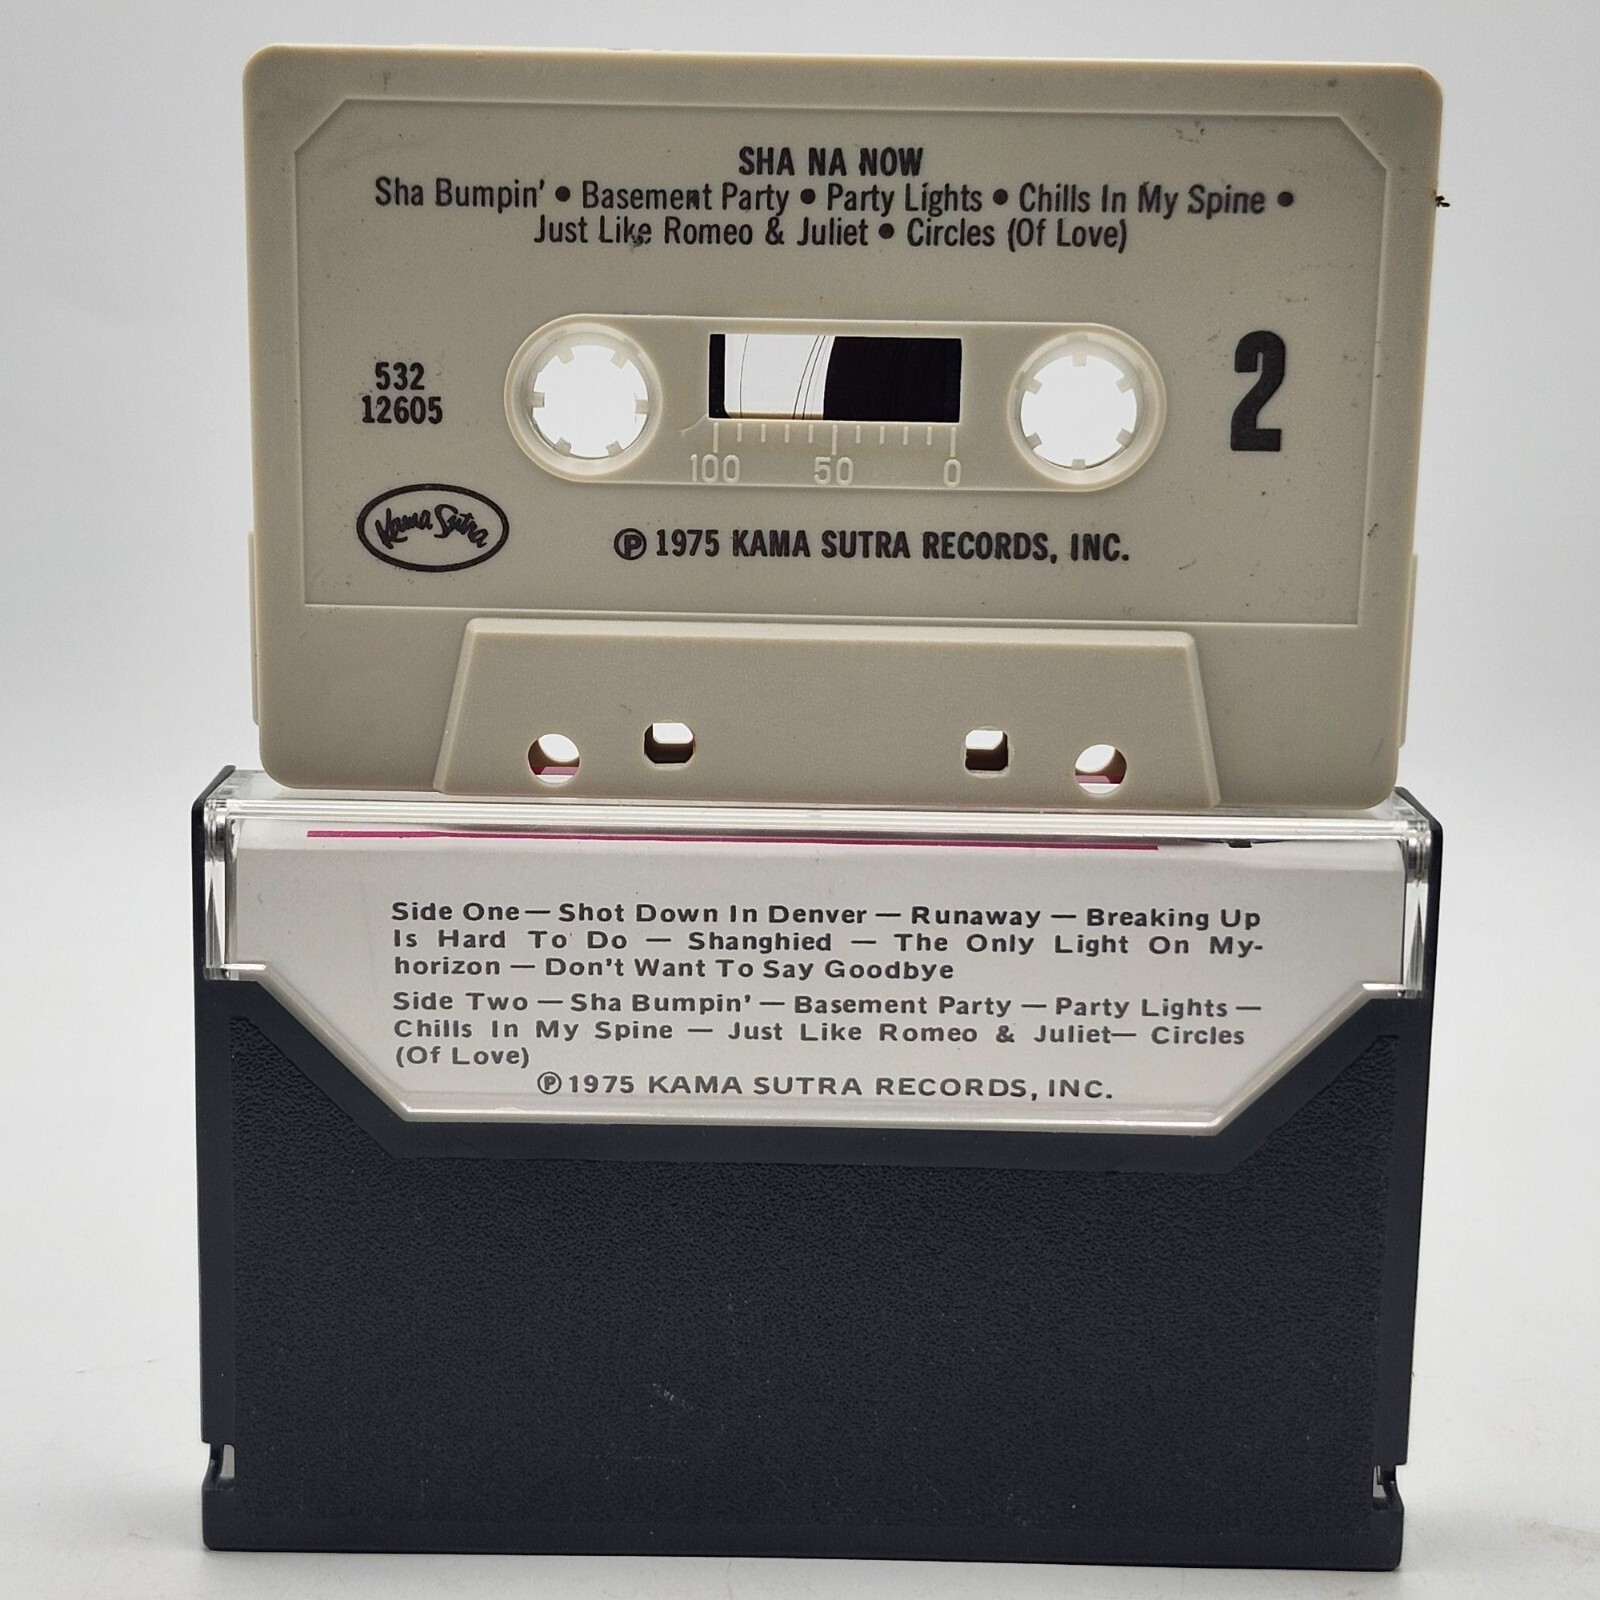 SHA NA NOW
Sha Bumpin' • Basement Party • Party Lights • Chills In My Spine •
Just Like Romeo & Juliet • Circles (Of Love)
532
12605
2
100 50 0
Kama Sutra
℗ 1975 KAMA SUTRA RECORDS, INC.
Side One — Shot Down In Denver — Runaway — Breaking Up
Is Hard To Do — Shanghied — The Only Light On My-
horizon — Don't Want To Say Goodbye
Side Two — Sha Bumpin' — Basement Party — Party Lights —
Chills In My Spine — Just Like Romeo & Juliet— Circles
(Of Love)
℗ 1975 KAMA SUTRA RECORDS, INC.